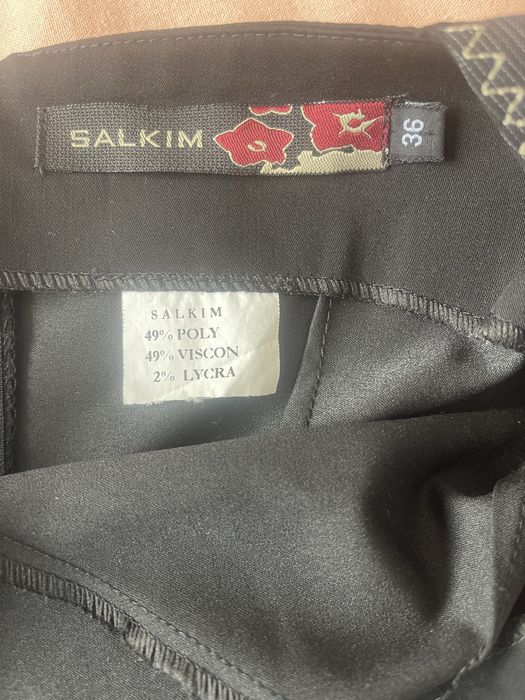 SALKIM
36
SALKIM
49% POLY
49% VISCON
2% LYCRA